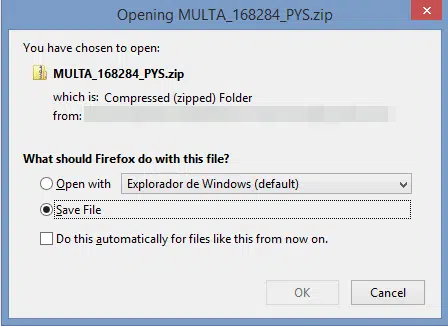 Opening MULTA_168284_PYS.zip
You have chosen to open:
MULTA_168284_PYS.zip
which is: Compressed (zipped) Folder
from:
What should Firefox do with this file?
Open with Explorador de Windows (default)
Save File
Do this automatically for files like this from now on.
OK Cancel